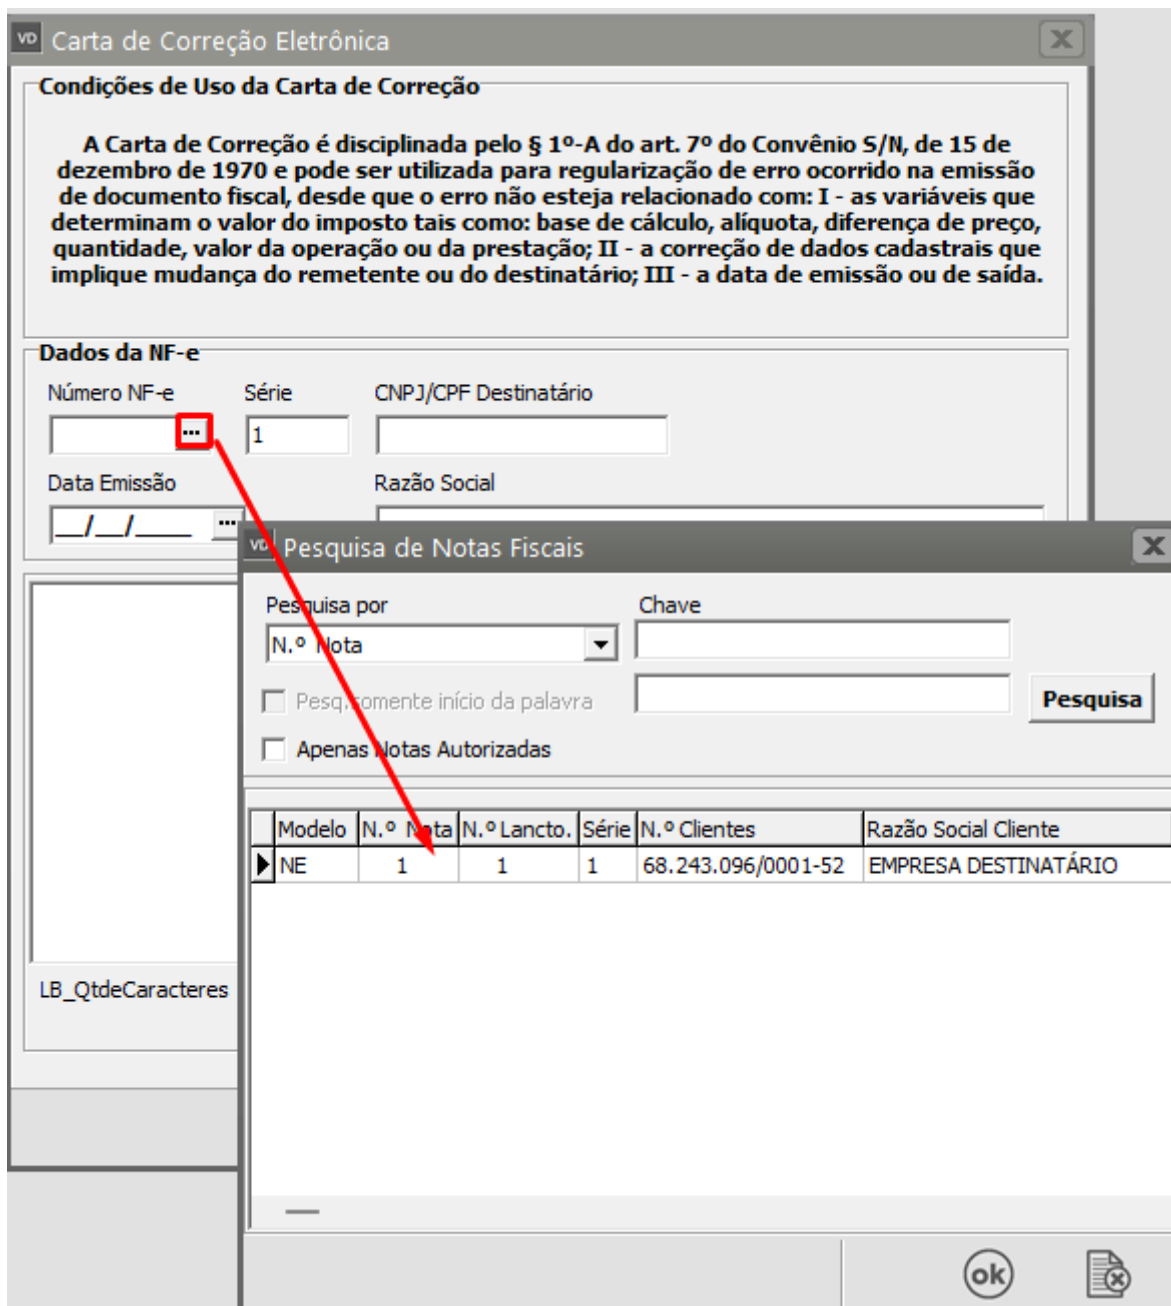 VD Carta de Correção Eletrônica
Condições de Uso da Carta de Correção
A Carta de Correção é disciplinada pelo § 1º-A do art. 7º do Convênio S/N, de 15 de
dezembro de 1970 e pode ser utilizada para regularização de erro ocorrido na emissão
de documento fiscal, desde que o erro não esteja relacionado com: I - as variáveis que
determinam o valor do imposto tais como: base de cálculo, alíquota, diferença de preço,
quantidade, valor da operação ou da prestação; II - a correção de dados cadastrais que
implique mudança do remetente ou do destinatário; III - a data de emissão ou de saída.
Dados da NF-e
Número NF-e Série CNPJ/CPF Destinatário
... 1
Data Emissão Razão Social
__/__/____ ...
VD Pesquisa de Notas Fiscais
Pesquisa por Chave
N.º Nota
Pesq.somente início da palavra Pesquisa
Apenas Notas Autorizadas
Modelo N.º Nota N.º Lancto. Série N.º Clientes Razão Social Cliente
NE 1 1 1 68.243.096/0001-52 EMPRESA DESTINATÁRIO
LB_QtdeCaracteres
ok